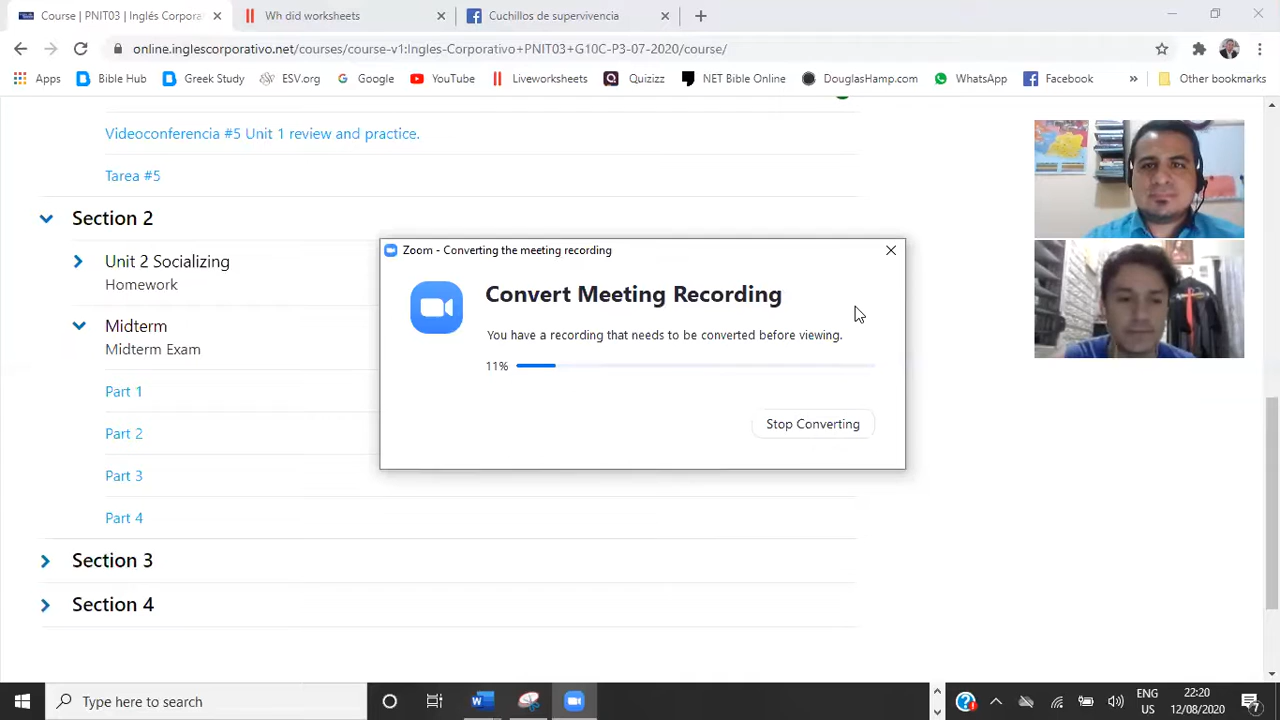 Course | PNIT03 | Inglés Corporat
Wh did worksheets
Cuchillos de supervivencia
online.inglescorporativo.net/courses/course-v1:Ingles-Corporativo+PNIT03+G10C-P3-07-2020/course/
Apps
Bible Hub
Greek Study
ESV.org
Google
YouTube
Liveworksheets
Quizizz
NET Bible Online
DouglasHamp.com
WhatsApp
Facebook
»
Other bookmarks
Videoconferencia #5 Unit 1 review and practice.
Tarea #5
Section 2
Unit 2 Socializing
Homework
Midterm
Midterm Exam
Part 1
Part 2
Part 3
Part 4
Section 3
Section 4
Zoom - Converting the meeting recording
Convert Meeting Recording
You have a recording that needs to be converted before viewing.
11%
Stop Converting
Type here to search
ENG
US
22:20
12/08/2020
7